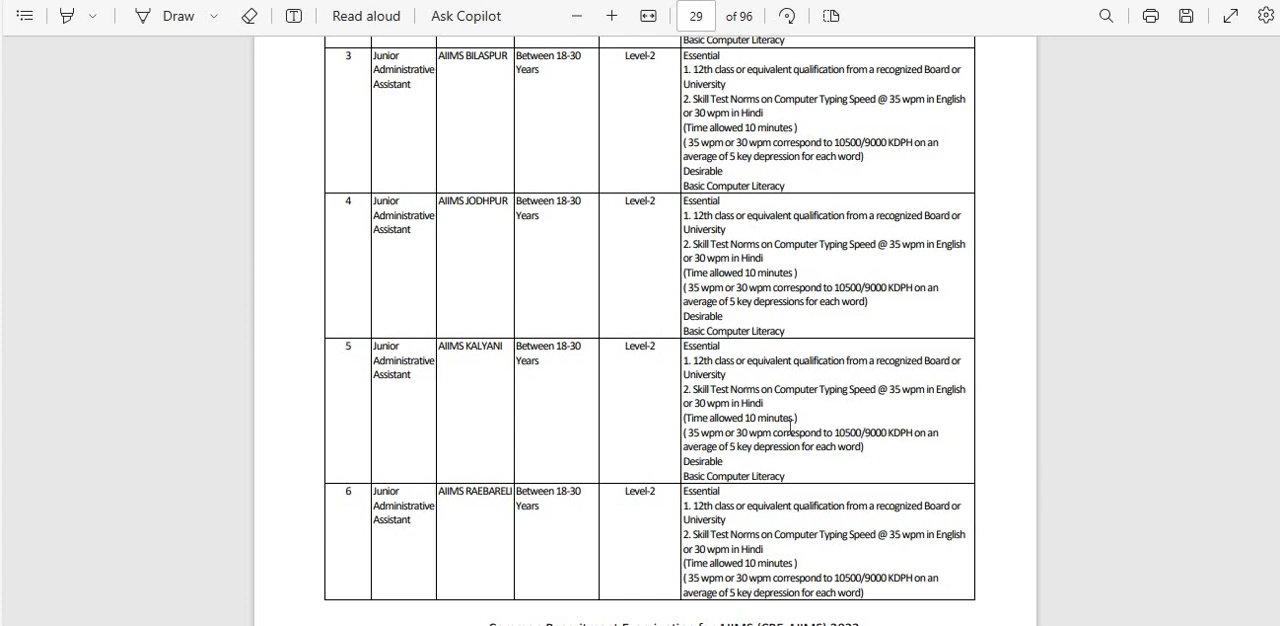 Draw
Read aloud
Ask Copilot
29
of 96
Basic Computer Literacy
3
Junior
Administrative
Assistant
AIIMS BILASPUR
Between 18-30
Years
Level-2
Essential
1. 12th class or equivalent qualification from a recognized Board or
University
2. Skill Test Norms on Computer Typing Speed @ 35 wpm in English
or 30 wpm in Hindi
(Time allowed 10 minutes )
( 35 wpm or 30 wpm correspond to 10500/9000 KDPH on an
average of 5 key depression for each word)
Desirable
Basic Computer Literacy
4
Junior
Administrative
Assistant
AIIMS JODHPUR
Between 18-30
Years
Level-2
Essential
1. 12th class or equivalent qualification from a recognized Board or
University
2. Skill Test Norms on Computer Typing Speed @ 35 wpm in English
or 30 wpm in Hindi
(Time allowed 10 minutes )
( 35 wpm or 30 wpm correspond to 10500/9000 KDPH on an
average of 5 key depressions for each word)
Desirable
Basic Computer Literacy
5
Junior
Administrative
Assistant
AIIMS KALYANI
Between 18-30
Years
Level-2
Essential
1. 12th class or equivalent qualification from a recognized Board or
University
2. Skill Test Norms on Computer Typing Speed @ 35 wpm in English
or 30 wpm in Hindi
(Time allowed 10 minutes )
( 35 wpm or 30 wpm correspond to 10500/9000 KDPH on an
average of 5 key depression for each word)
Desirable
Basic Computer Literacy
6
Junior
Administrative
Assistant
AIIMS RAEBARELI
Between 18-30
Years
Level-2
Essential
1. 12th class or equivalent qualification from a recognized Board or
University
2. Skill Test Norms on Computer Typing Speed @ 35 wpm in English
or 30 wpm in Hindi
(Time allowed 10 minutes )
( 35 wpm or 30 wpm correspond to 10500/9000 KDPH on an
average of 5 key depression for each word)
Common Recruitment Examination for AIIMS (CRE-AIIMS)